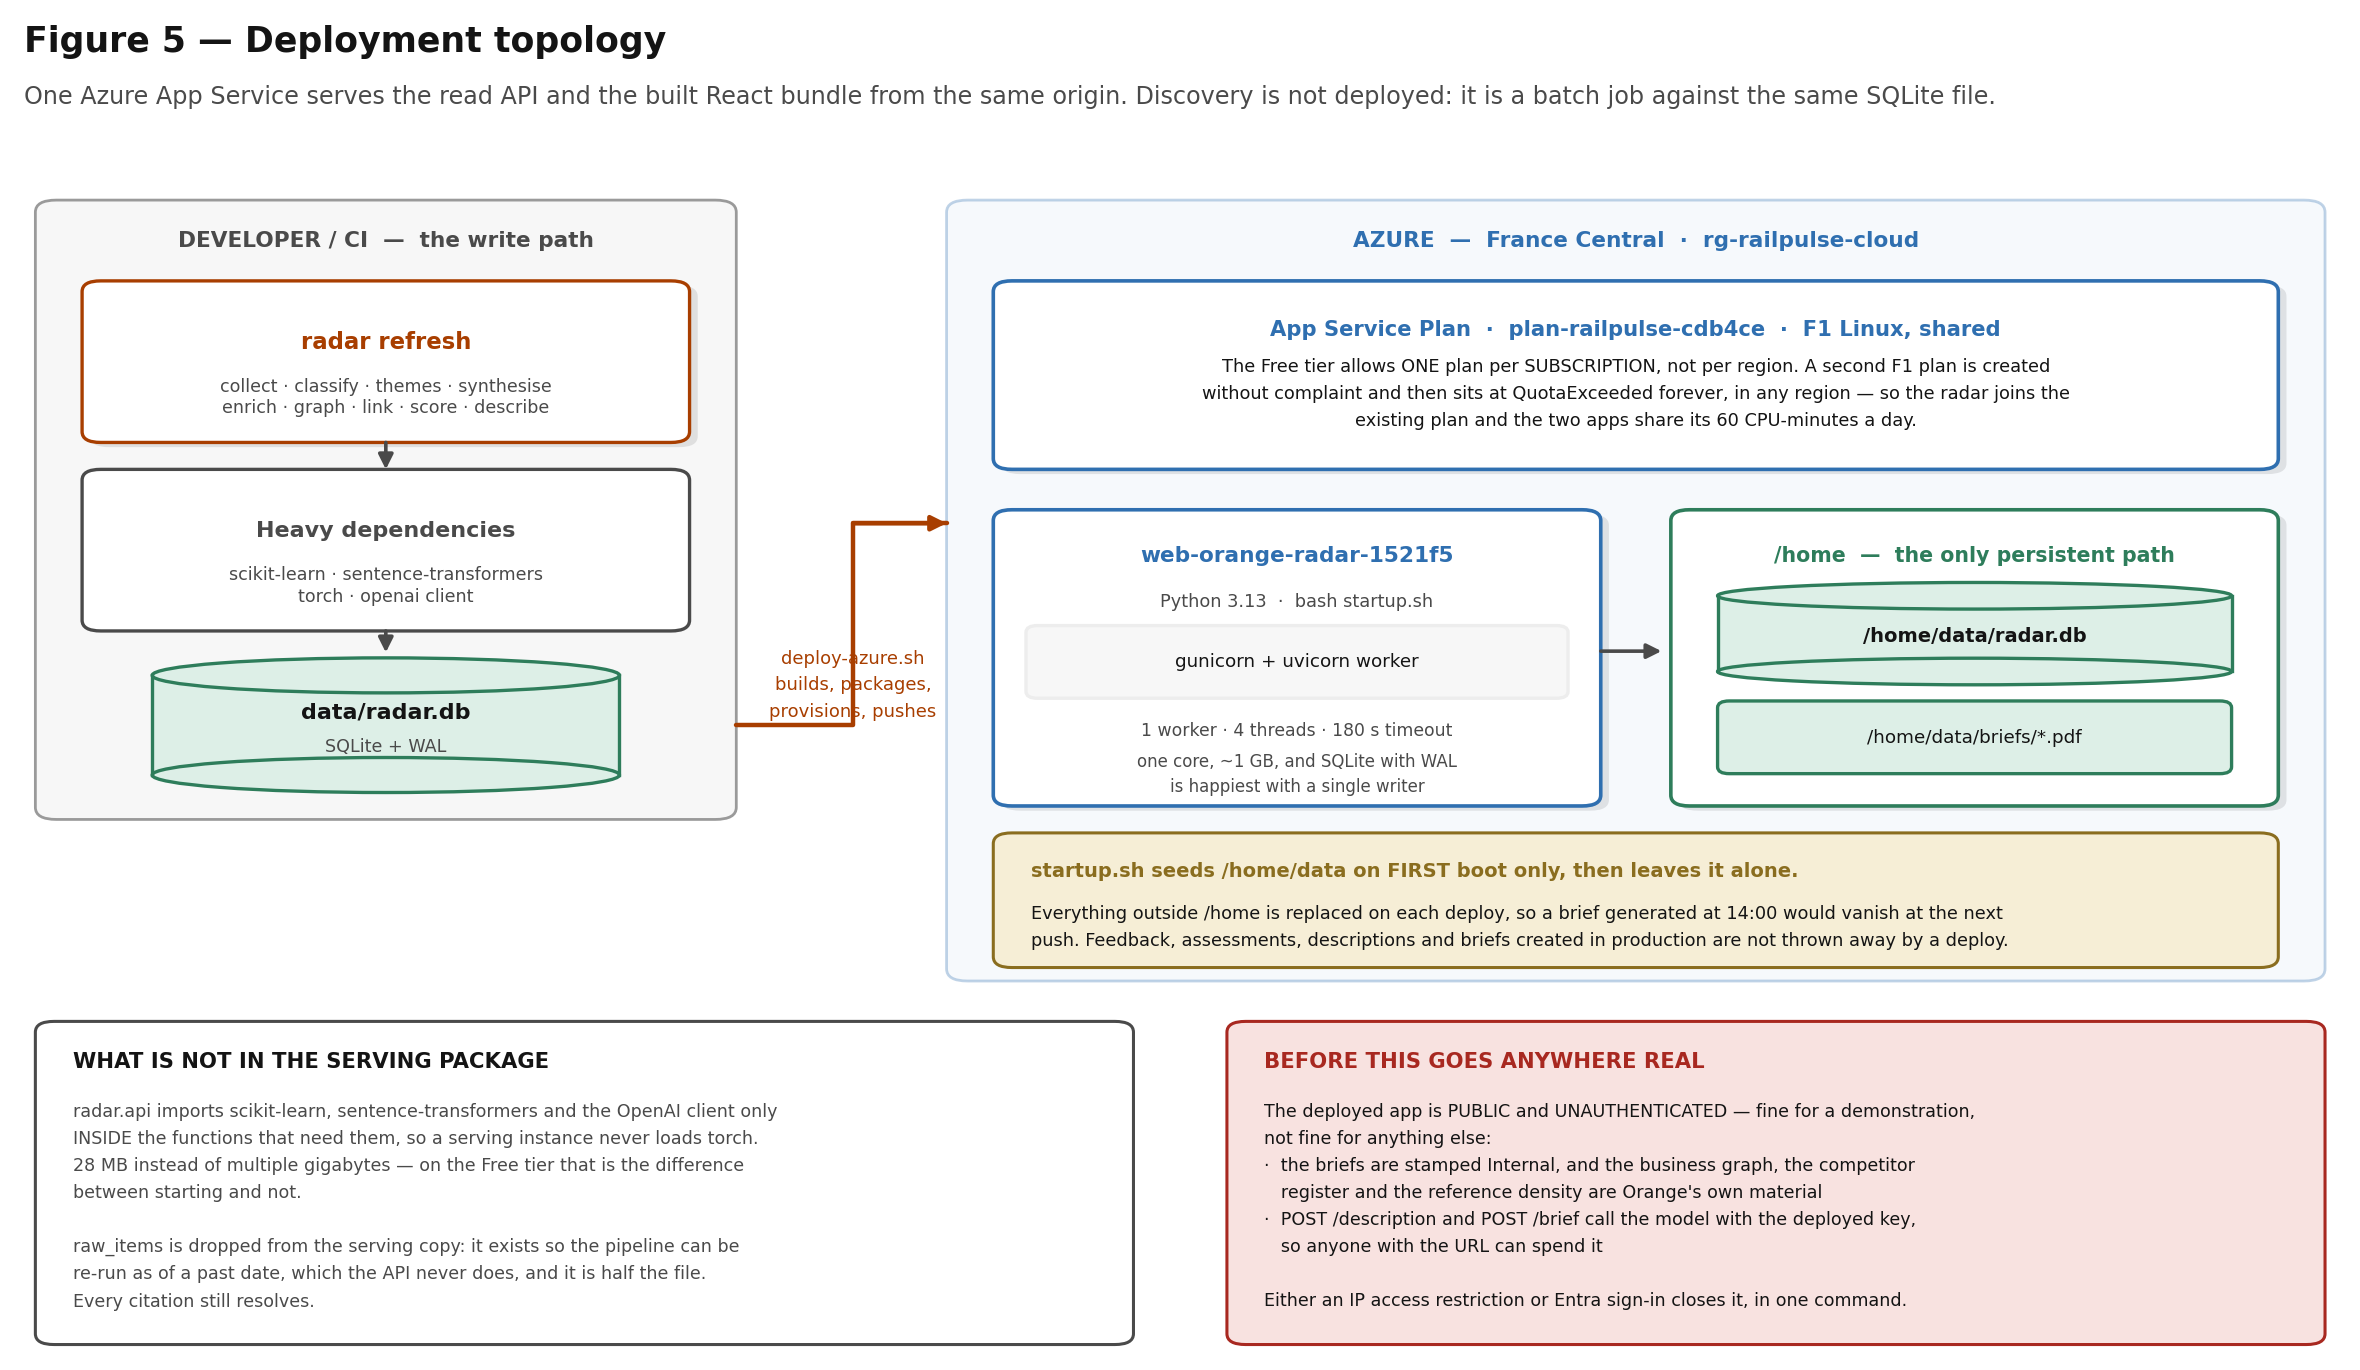 Figure 5 — Deployment topology
One Azure App Service serves the read API and the built React bundle from the same origin. Discovery is not deployed: it is a batch job against the same SQLite file.
DEVELOPER / CI — the write path
radar refresh
collect · classify · themes · synthesise
enrich · graph · link · score · describe
Heavy dependencies
scikit-learn · sentence-transformers
torch · openai client
data/radar.db
SQLite + WAL
deploy-azure.sh
builds, packages,
provisions, pushes
AZURE — France Central · rg-railpulse-cloud
App Service Plan · plan-railpulse-cdb4ce · F1 Linux, shared
The Free tier allows ONE plan per SUBSCRIPTION, not per region. A second F1 plan is created
without complaint and then sits at QuotaExceeded forever, in any region — so the radar joins the
existing plan and the two apps share its 60 CPU-minutes a day.
web-orange-radar-1521f5
Python 3.13 · bash startup.sh
gunicorn + uvicorn worker
1 worker · 4 threads · 180 s timeout
one core, ~1 GB, and SQLite with WAL
is happiest with a single writer
/home — the only persistent path
/home/data/radar.db
/home/data/briefs/*.pdf
startup.sh seeds /home/data on FIRST boot only, then leaves it alone.
Everything outside /home is replaced on each deploy, so a brief generated at 14:00 would vanish at the next
push. Feedback, assessments, descriptions and briefs created in production are not thrown away by a deploy.
WHAT IS NOT IN THE SERVING PACKAGE
radar.api imports scikit-learn, sentence-transformers and the OpenAI client only
INSIDE the functions that need them, so a serving instance never loads torch.
28 MB instead of multiple gigabytes — on the Free tier that is the difference
between starting and not.
raw_items is dropped from the serving copy: it exists so the pipeline can be
re-run as of a past date, which the API never does, and it is half the file.
Every citation still resolves.
BEFORE THIS GOES ANYWHERE REAL
The deployed app is PUBLIC and UNAUTHENTICATED — fine for a demonstration,
not fine for anything else:
· the briefs are stamped Internal, and the business graph, the competitor
register and the reference density are Orange's own material
· POST /description and POST /brief call the model with the deployed key,
so anyone with the URL can spend it
Either an IP access restriction or Entra sign-in closes it, in one command.